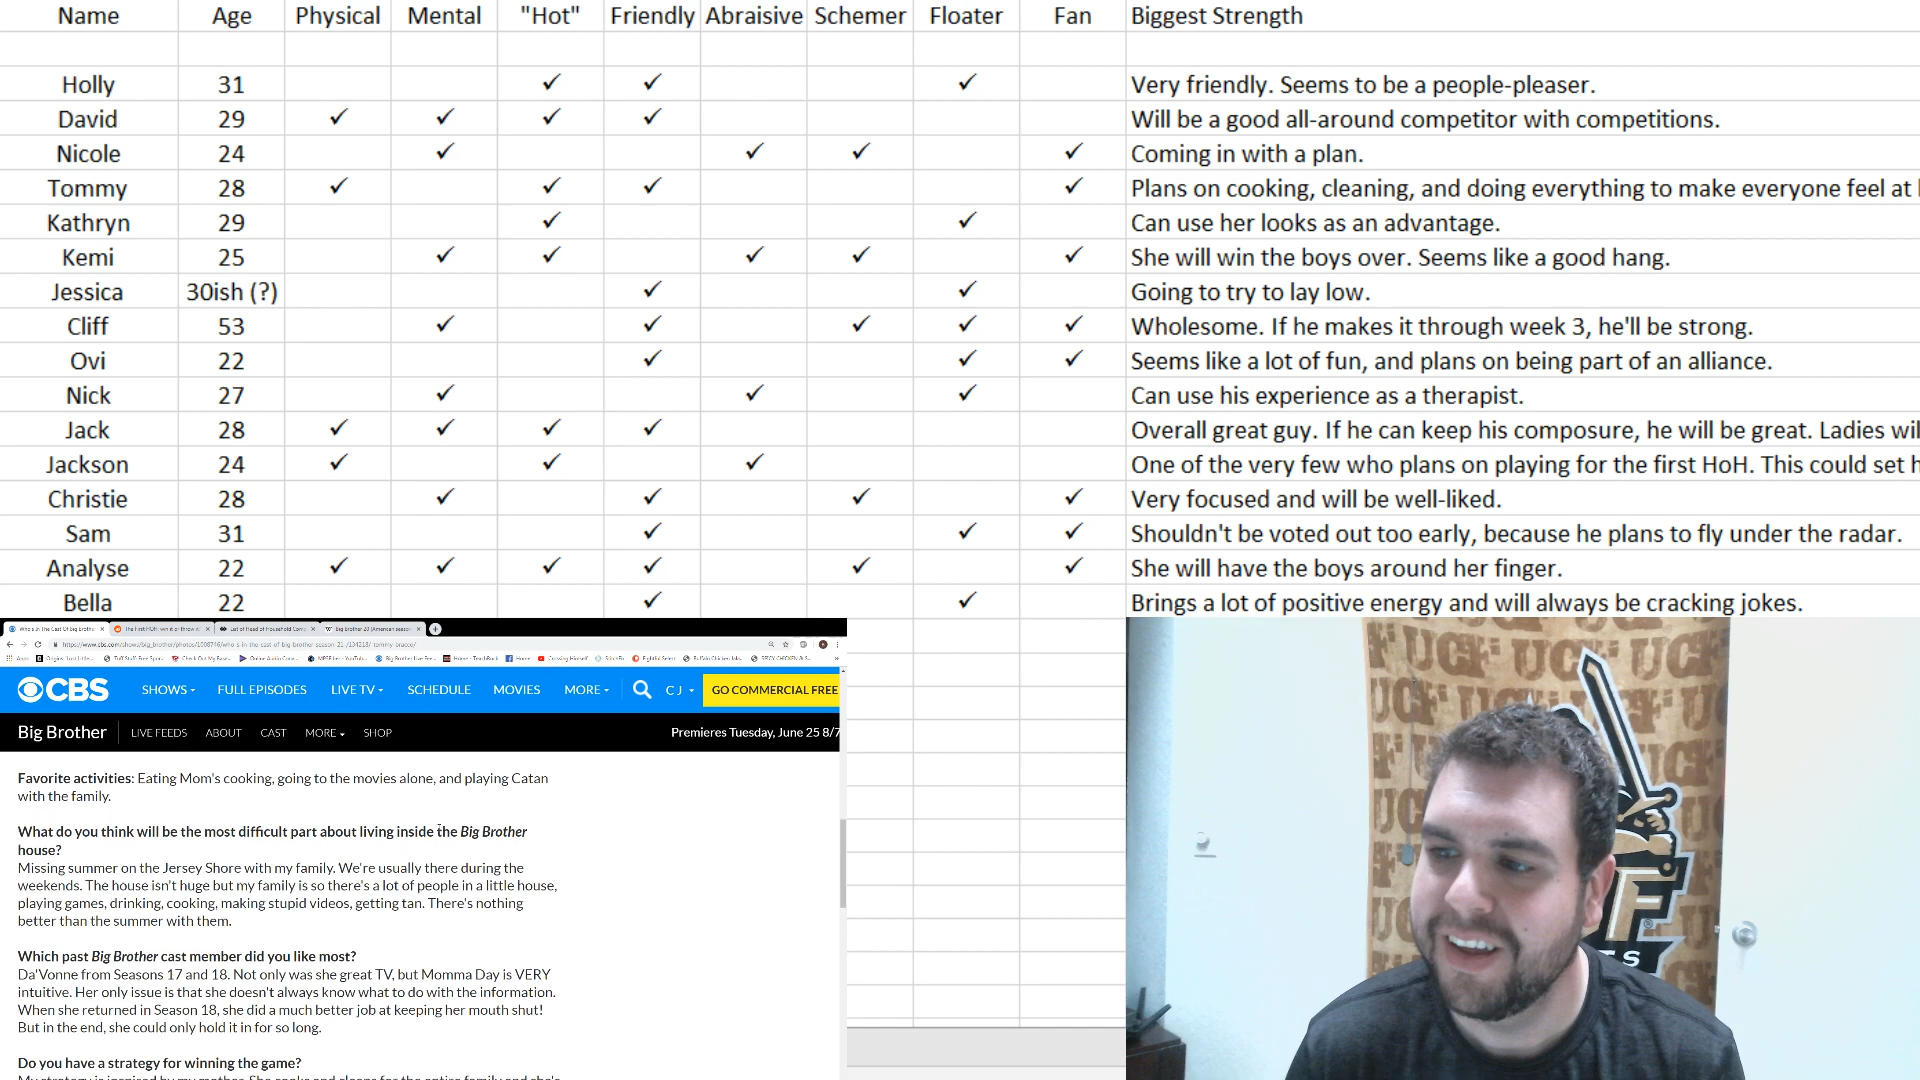 Name Age Physical Mental "Hot" Friendly Abraisive Schemer Floater Fan Biggest Strength
Holly 31 ✓ ✓ ✓ Very friendly. Seems to be a people-pleaser.
David 29 ✓ ✓ ✓ ✓ Will be a good all-around competitor with competitions.
Nicole 24 ✓ ✓ ✓ ✓ Coming in with a plan.
Tommy 28 ✓ ✓ ✓ ✓ Plans on cooking, cleaning, and doing everything to make everyone feel at
Kathryn 29 ✓ ✓ Can use her looks as an advantage.
Kemi 25 ✓ ✓ ✓ ✓ ✓ She will win the boys over. Seems like a good hang.
Jessica 30ish (?) ✓ ✓ Going to try to lay low.
Cliff 53 ✓ ✓ ✓ ✓ ✓ Wholesome. If he makes it through week 3, he'll be strong.
Ovi 22 ✓ ✓ ✓ Seems like a lot of fun, and plans on being part of an alliance.
Nick 27 ✓ ✓ ✓ Can use his experience as a therapist.
Jack 28 ✓ ✓ ✓ ✓ Overall great guy. If he can keep his composure, he will be great. Ladies wil
Jackson 24 ✓ ✓ ✓ One of the very few who plans on playing for the first HoH. This could set h
Christie 28 ✓ ✓ ✓ ✓ Very focused and will be well-liked.
Sam 31 ✓ ✓ ✓ Shouldn't be voted out too early, because he plans to fly under the radar.
Analyse 22 ✓ ✓ ✓ ✓ ✓ ✓ She will have the boys around her finger.
Bella 22 ✓ ✓ Brings a lot of positive energy and will always be cracking jokes.
CBS SHOWS FULL EPISODES LIVE TV SCHEDULE MOVIES MORE C J GO COMMERCIAL FREE
Big Brother LIVE FEEDS ABOUT CAST MORE SHOP Premieres Tuesday, June 25 8/7
Favorite activities: Eating Mom's cooking, going to the movies alone, and playing Catan
with the family.
What do you think will be the most difficult part about living inside the Big Brother
house?
Missing summer on the Jersey Shore with my family. We're usually there during the
weekends. The house isn't huge but my family is so there's a lot of people in a little house,
playing games, drinking, cooking, making stupid videos, getting tan. There's nothing
better than the summer with them.
Which past Big Brother cast member did you like most?
Da'Vonne from Seasons 17 and 18. Not only was she great TV, but Momma Day is VERY
intuitive. Her only issue is that she doesn't always know what to do with the information.
When she returned in Season 18, she did a much better job at keeping her mouth shut!
But in the end, she could only hold it in for so long.
Do you have a strategy for winning the game?
UCF